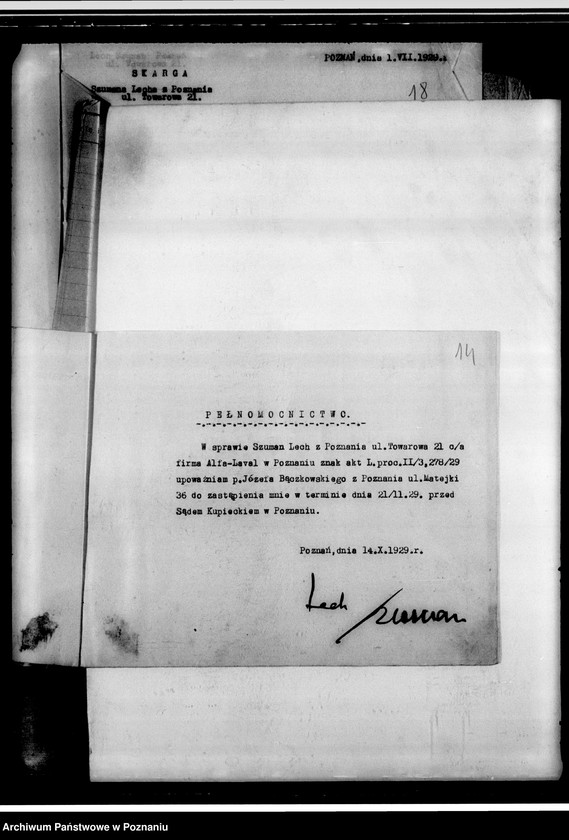 POZNAŃ, dnia 1.VII.1929.r
SKARGA
Szumana Lecha z Poznania
ul. Towarowa 21.
18
14
PEŁNOMOCNICTWO.
W sprawie Szuman Lech z Poznania ul.Towarowa 21 c/a
firma Alfa-Laval w Poznaniu znak akt L.proc.II/3,278/29
upoważniam p.Józefa Bączkowskiego z Poznania ul.Matejki
36 do zastąpienia mnie w terminie dnia 21/11.29. przed
Sądem Kupieckiem w Poznaniu.
Poznań,dnia 14.X.1929.r.
Lech Szuman
Archiwum Państwowe w Poznaniu